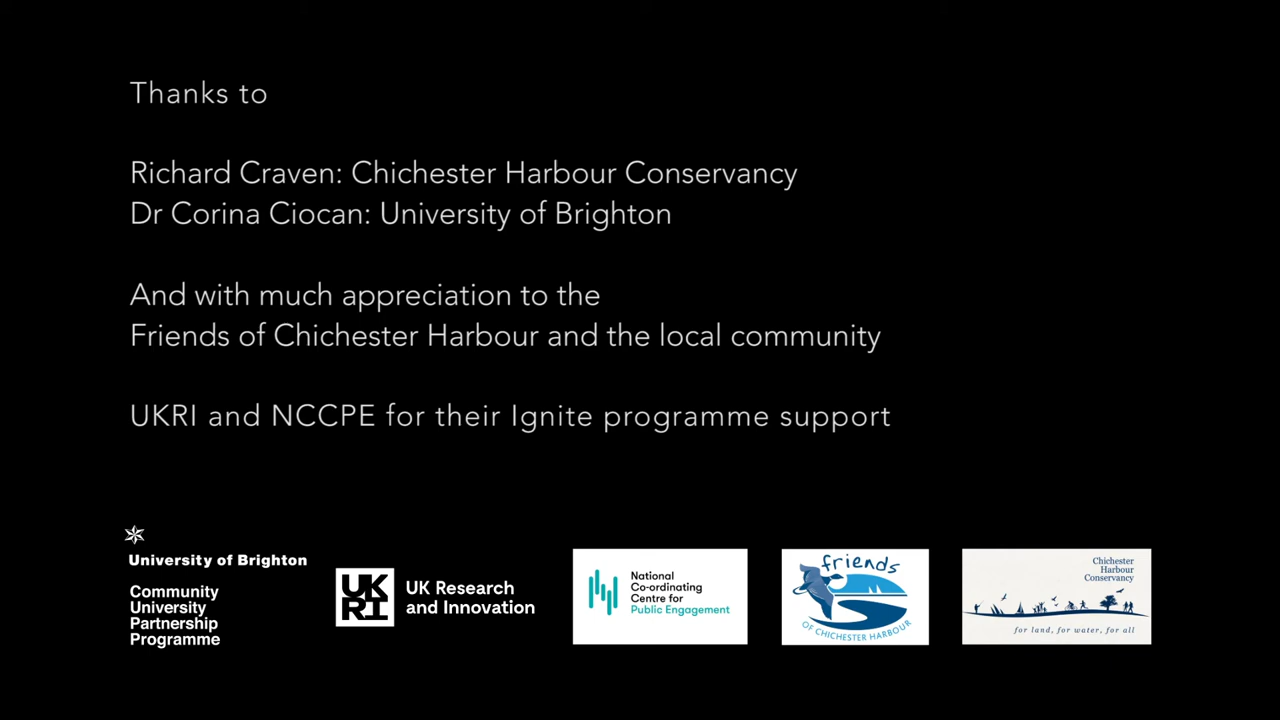 Thanks to
Richard Craven: Chichester Harbour Conservancy
Dr Corina Ciocan: University of Brighton
And with much appreciation to the
Friends of Chichester Harbour and the local community
UKRI and NCCPE for their Ignite programme support
University of Brighton
Community
University
Partnership
Programme
UK
RI
UK Research
and Innovation
National
Co-ordinating
Centre for
Public Engagement
friends
OF CHICHESTER HARBOUR
Chichester
Harbour
Conservancy
for land, for water, for all